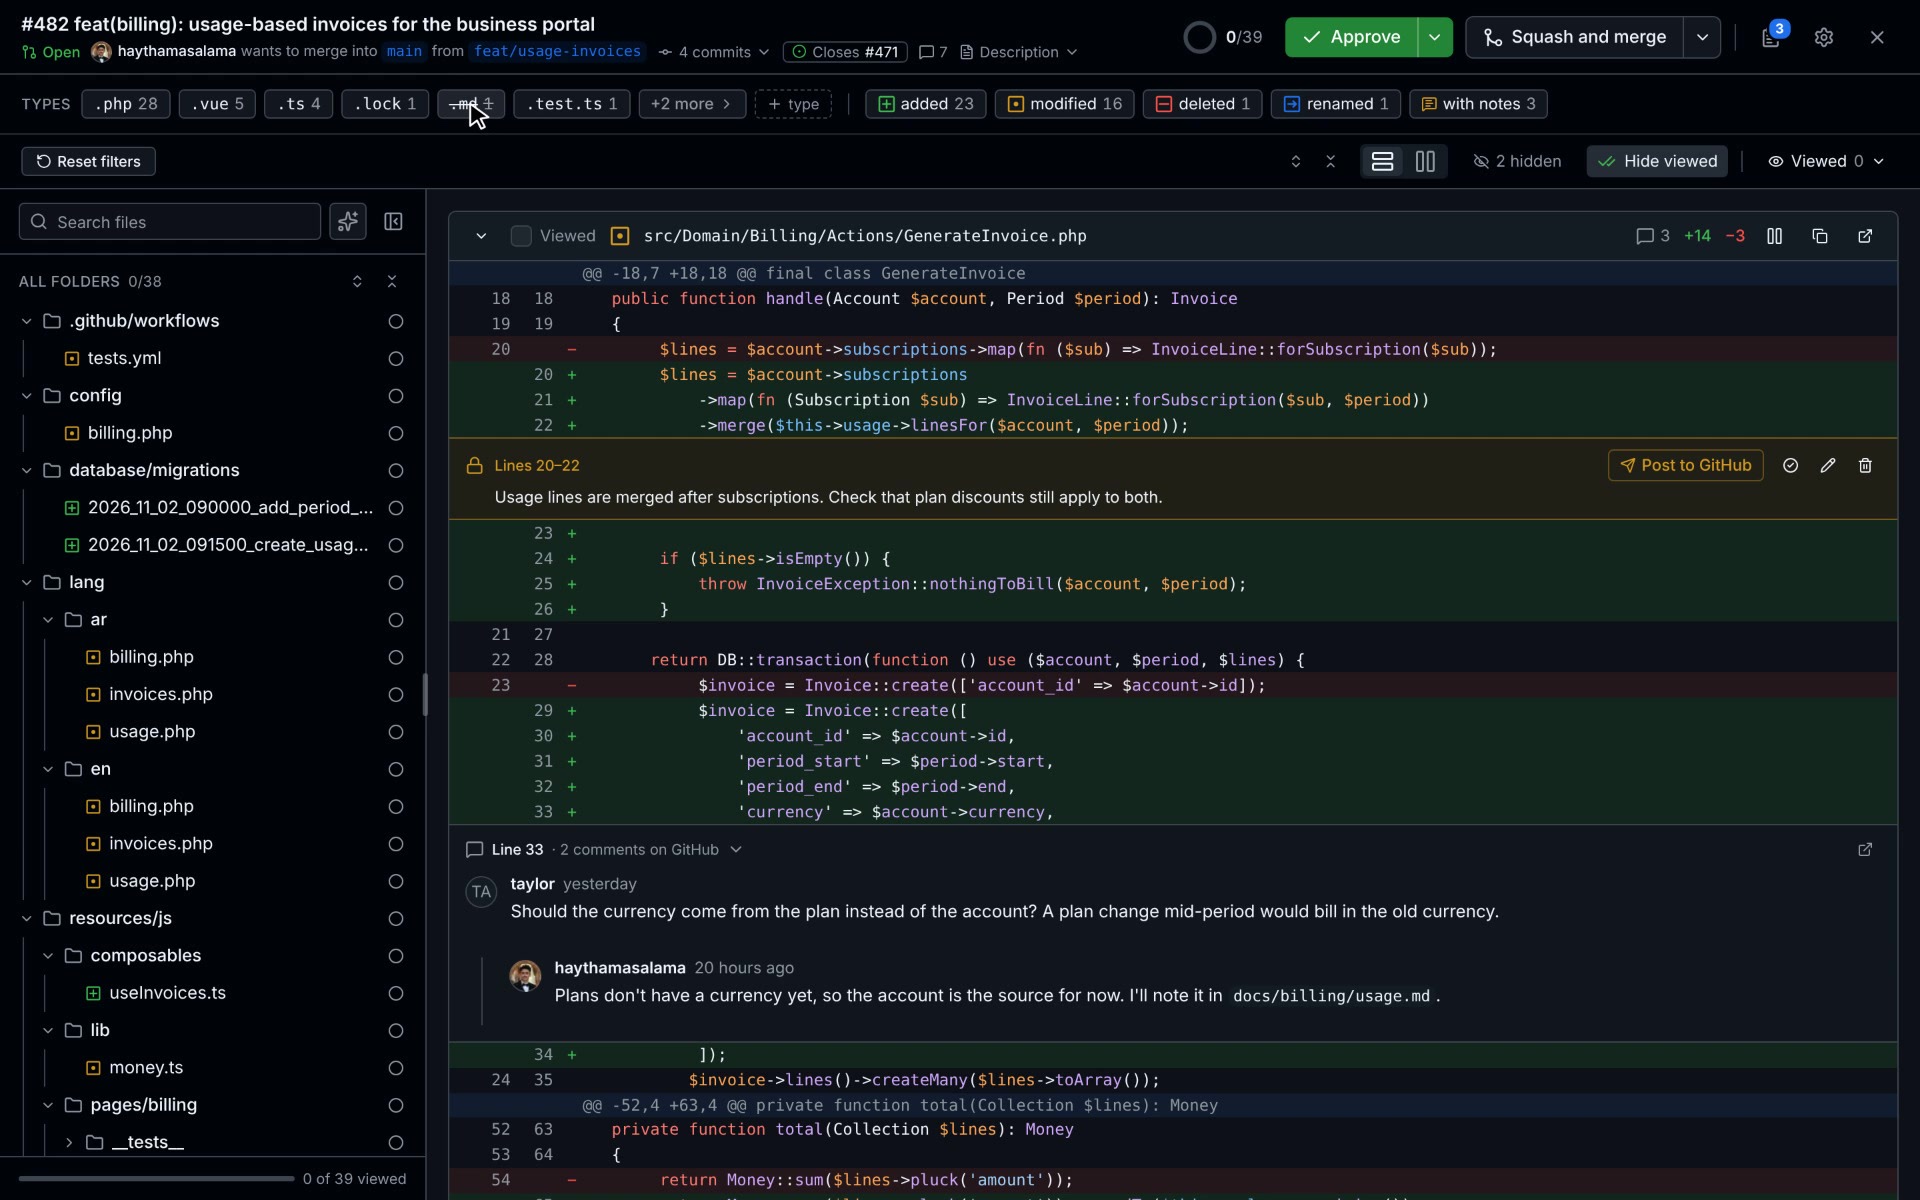 #482 feat(billing): usage-based invoices for the business portal
Open haythamasalama wants to merge into main from feat/usage-invoices 4 commits Closes #471 7 Description
0/39 Approve Squash and merge 3
TYPES .php 28 .vue 5 .ts 4 .lock 1 .md 1 .test.ts 1 +2 more + type added 23 modified 16 deleted 1 renamed 1 with notes 3
Reset filters 2 hidden Hide viewed Viewed 0
Search files
ALL FOLDERS 0/38
.github/workflows
tests.yml
config
billing.php
database/migrations
2026_11_02_090000_add_period_...
2026_11_02_091500_create_usag...
lang
ar
billing.php
invoices.php
usage.php
en
billing.php
invoices.php
usage.php
resources/js
composables
useInvoices.ts
lib
money.ts
pages/billing
__tests__
0 of 39 viewed
Viewed src/Domain/Billing/Actions/GenerateInvoice.php 3 +14 −3
@@ -18,7 +18,18 @@ final class GenerateInvoice
18 18 public function handle(Account $account, Period $period): Invoice
19 19 {
20 − $lines = $account->subscriptions->map(fn ($sub) => InvoiceLine::forSubscription($sub));
20 + $lines = $account->subscriptions
21 + ->map(fn (Subscription $sub) => InvoiceLine::forSubscription($sub, $period))
22 + ->merge($this->usage->linesFor($account, $period));
Lines 20–22 Post to GitHub
Usage lines are merged after subscriptions. Check that plan discounts still apply to both.
23 +
24 + if ($lines->isEmpty()) {
25 + throw InvoiceException::nothingToBill($account, $period);
26 + }
21 27
22 28 return DB::transaction(function () use ($account, $period, $lines) {
23 − $invoice = Invoice::create(['account_id' => $account->id]);
29 + $invoice = Invoice::create([
30 + 'account_id' => $account->id,
31 + 'period_start' => $period->start,
32 + 'period_end' => $period->end,
33 + 'currency' => $account->currency,
Line 33 · 2 comments on GitHub
TA taylor yesterday
Should the currency come from the plan instead of the account? A plan change mid-period would bill in the old currency.
haythamasalama 20 hours ago
Plans don't have a currency yet, so the account is the source for now. I'll note it in docs/billing/usage.md.
34 + ]);
24 35 $invoice->lines()->createMany($lines->toArray());
@@ -52,4 +63,4 @@ private function total(Collection $lines): Money
52 63 private function total(Collection $lines): Money
53 64 {
54 − return Money::sum($lines->pluck('amount'));